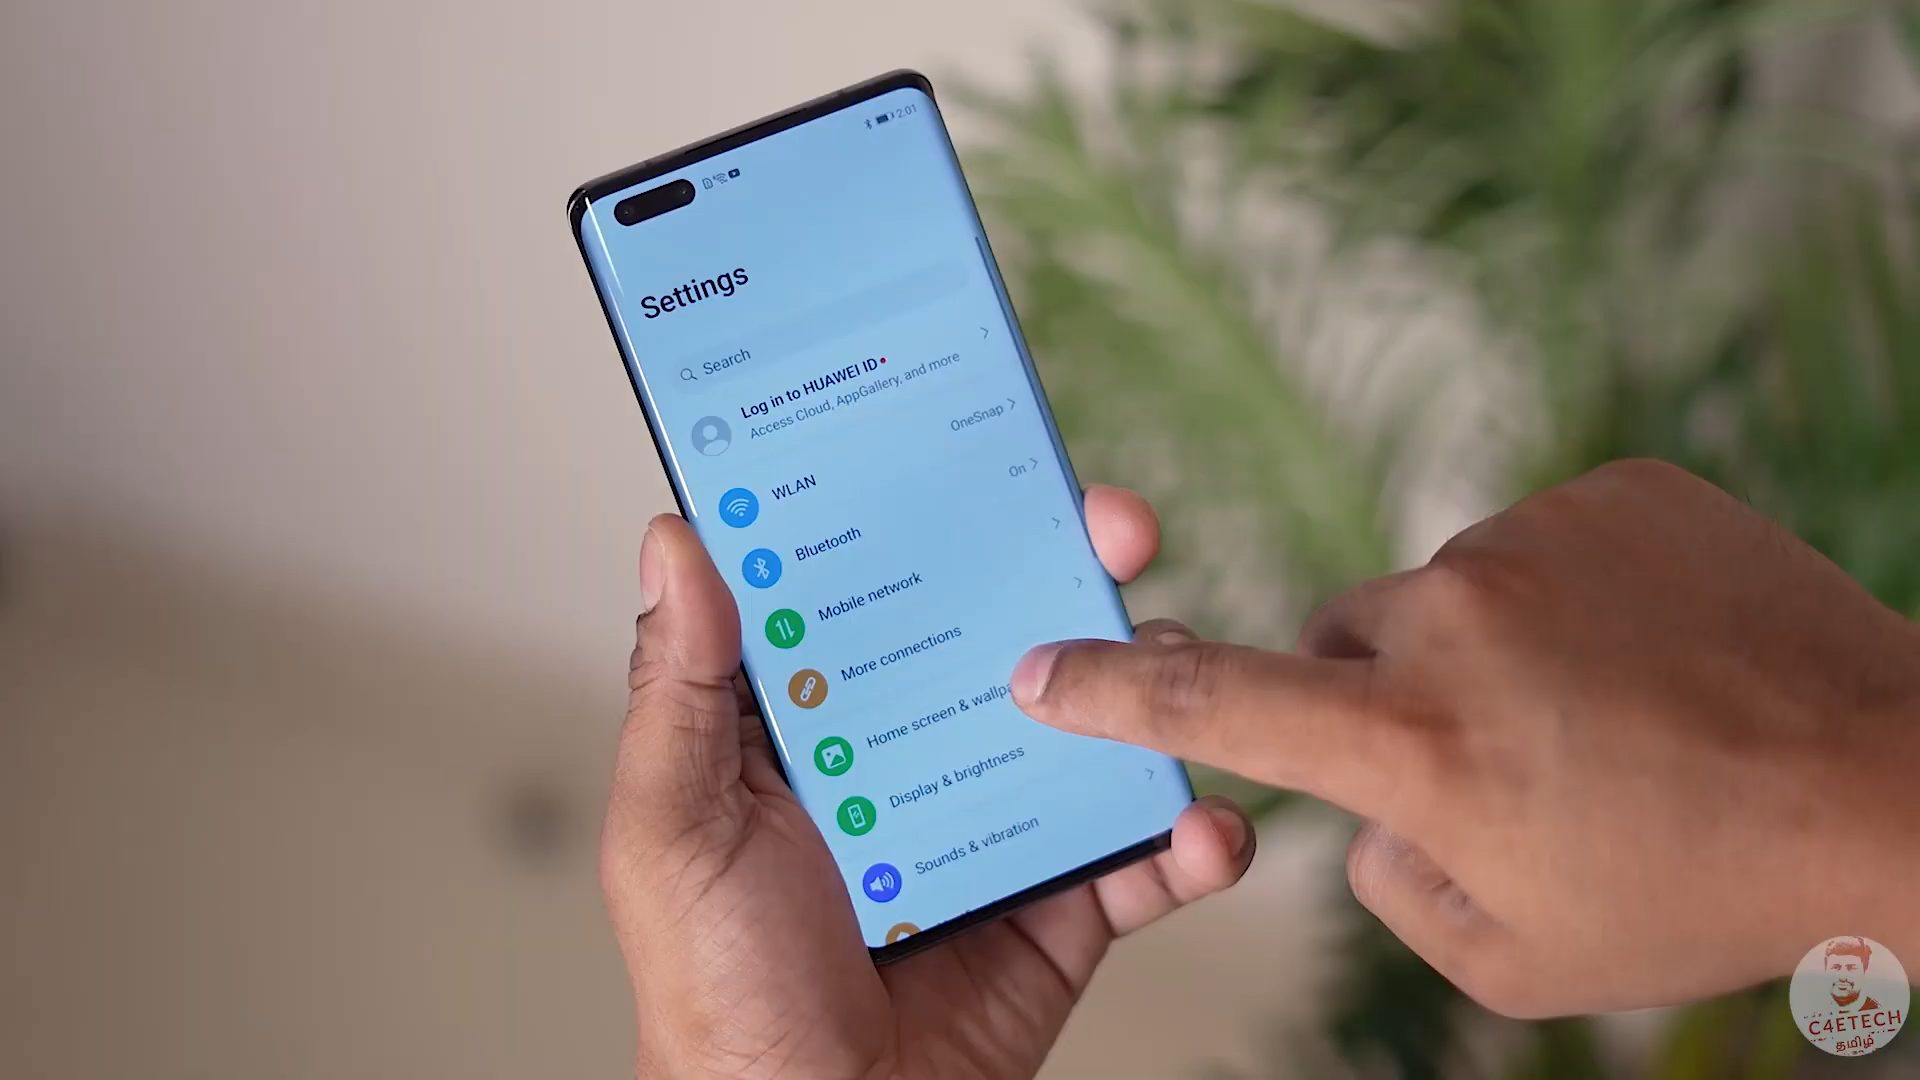 2:01
Settings
Search
Log in to HUAWEI ID
Access Cloud, AppGallery, and more
WLAN
OneSnap
Bluetooth
On
Mobile network
More connections
Home screen & wallpa
Display & brightness
Sounds & vibration
C4ETECH
தமிழ்